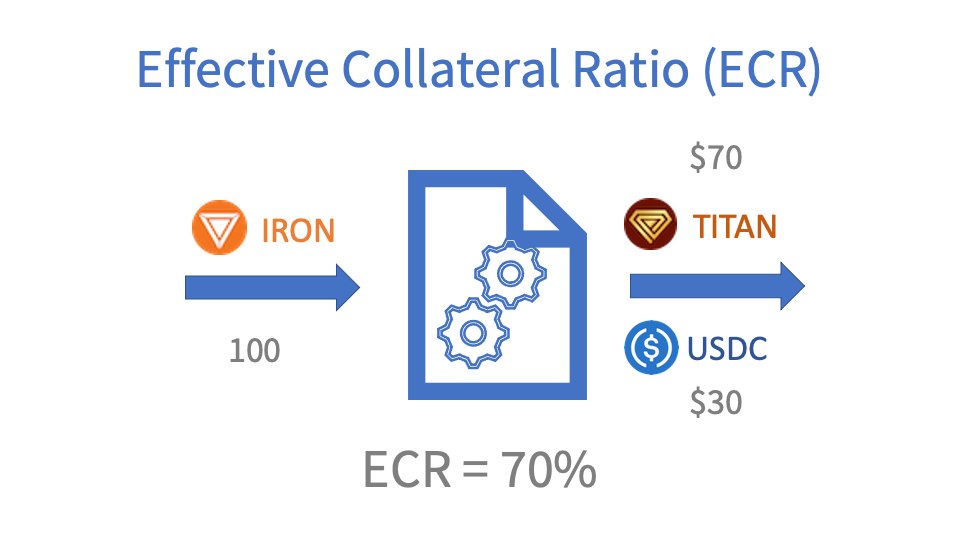 Effective Collateral Ratio (ECR)
$70
IRON
TITAN
100
USDC
$30
ECR = 70%